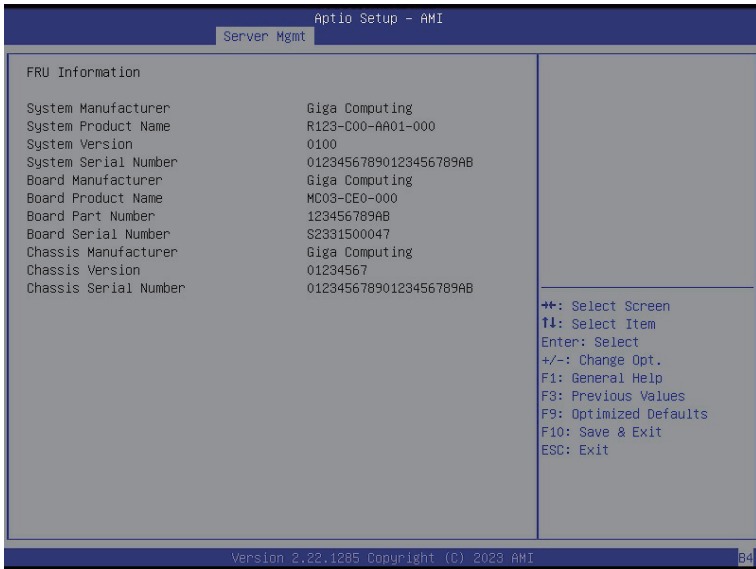 Aptio Setup – AMI
Server Mgmt
FRU Information
System Manufacturer Giga Computing
System Product Name R123-C00-AA01-000
System Version 0100
System Serial Number 01234567890123456789AB
Board Manufacturer Giga Computing
Board Product Name MC03-CE0-000
Board Part Number 123456789AB
Board Serial Number S2331500047
Chassis Manufacturer Giga Computing
Chassis Version 01234567
Chassis Serial Number 01234567890123456789AB
→←: Select Screen
↑↓: Select Item
Enter: Select
+/-: Change Opt.
F1: General Help
F3: Previous Values
F9: Optimized Defaults
F10: Save & Exit
ESC: Exit
Version 2.22.1285 Copyright (C) 2023 AMI
B4